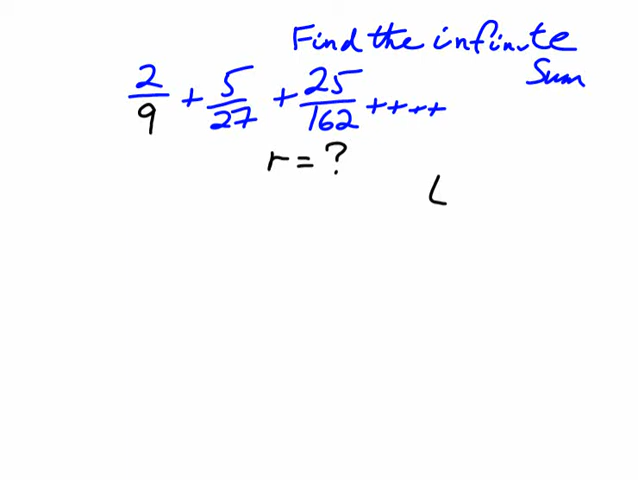 Find the infinite
Sum
2/9 + 5/27 + 25/162 ++++
r = ?
L